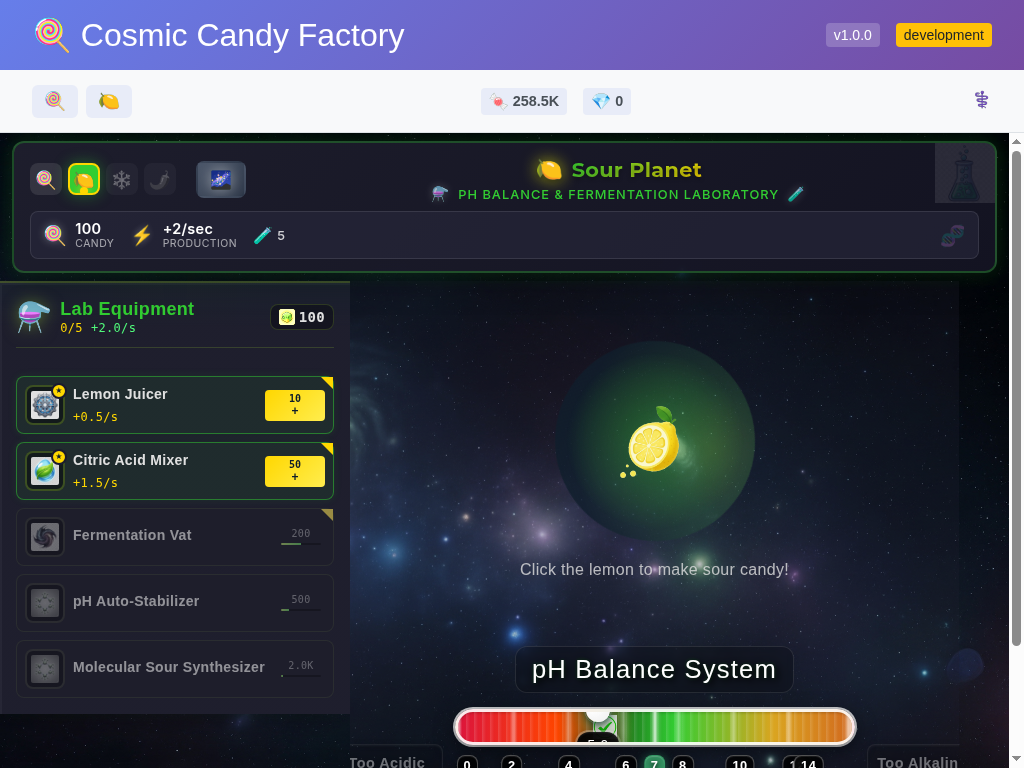 Cosmic Candy Factory
v1.0.0
development
258.5K
0
Sour Planet
PH BALANCE & FERMENTATION LABORATORY
100
CANDY
+2/sec
PRODUCTION
5
Lab Equipment
0/5 +2.0/s
100
Lemon Juicer
+0.5/s
10
+
Citric Acid Mixer
+1.5/s
50
+
Fermentation Vat
200
pH Auto-Stabilizer
500
Molecular Sour Synthesizer
2.0K
Click the lemon to make sour candy!
pH Balance System
Too Acidic
0 2 4 6 7 8 10 14
Too Alkalin